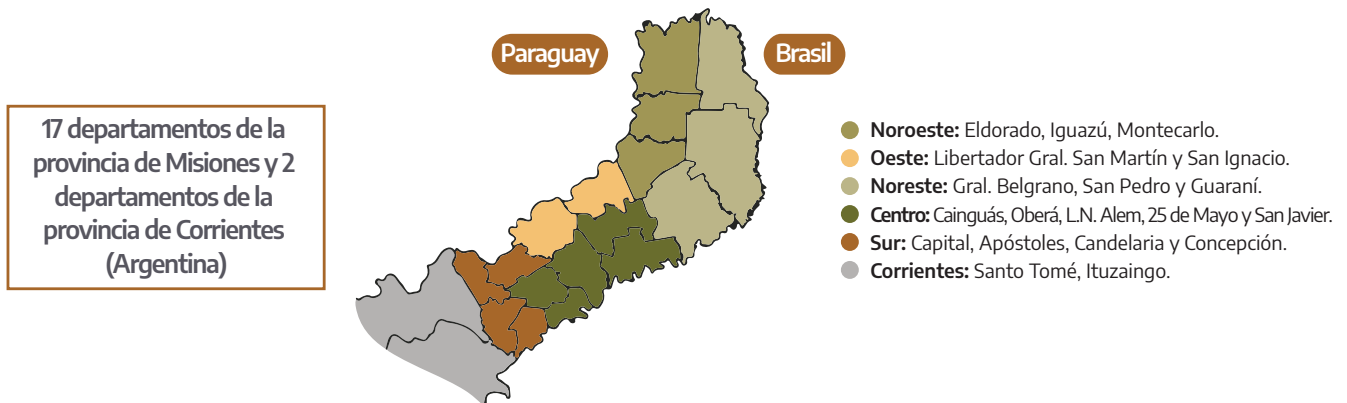 Paraguay
Brasil
17 departamentos de la
provincia de Misiones y 2
departamentos de la
provincia de Corrientes
(Argentina)
Noroeste: Eldorado, Iguazú, Montecarlo.
Oeste: Libertador Gral. San Martín y San Ignacio.
Noreste: Gral. Belgrano, San Pedro y Guaraní.
Centro: Cainguás, Oberá, L.N. Alem, 25 de Mayo y San Javier.
Sur: Capital, Apóstoles, Candelaria y Concepción.
Corrientes: Santo Tomé, Ituzaingo.